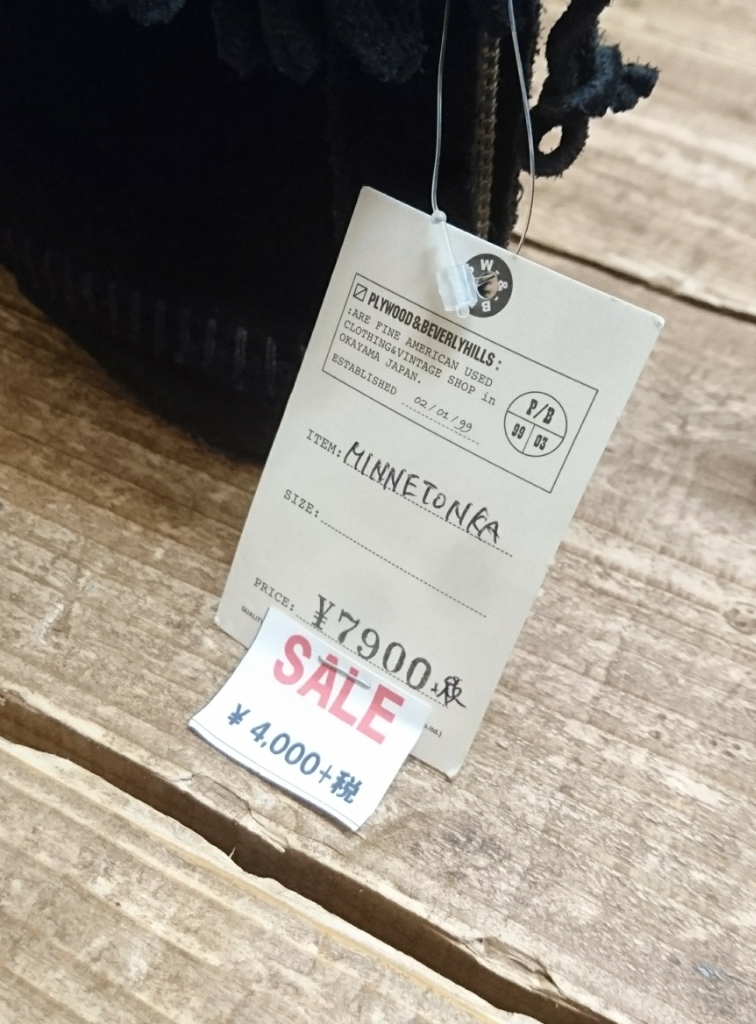 W
&
B
PLYWOOD&BEVERLYHILLS:
:ARE FINE AMERICAN USED
CLOTHING&VINTAGE SHOP in
OKAYAMA JAPAN.
ESTABLISHED 02/01/99
P/B
99 03
ITEM: MINNETONKA
SIZE:
PRICE: ¥7900+税
SALE
¥4,000+税